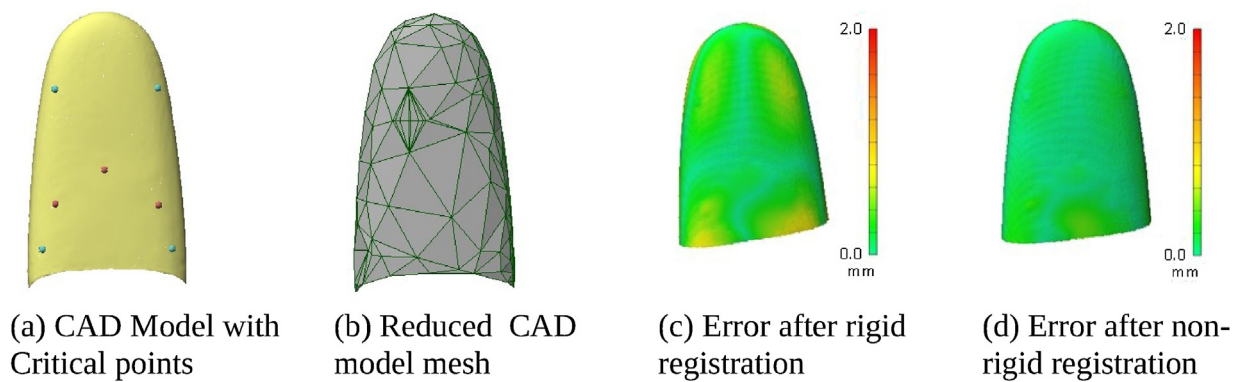 2.0
0.0
mm
2.0
0.0
mm
(a) CAD Model with
Critical points
(b) Reduced CAD
model mesh
(c) Error after rigid
registration
(d) Error after non-
rigid registration